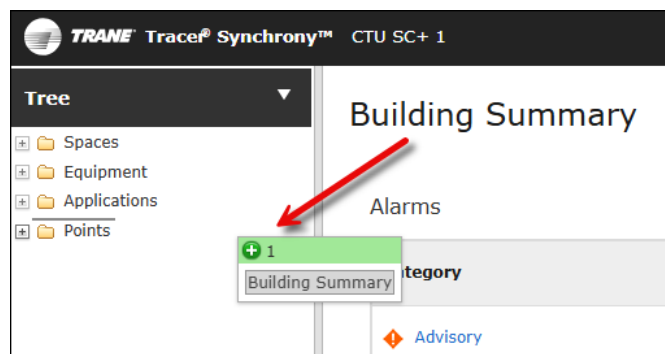 TRANE Tracer® Synchrony™ CTU SC+ 1
Tree
Spaces
Equipment
Applications
Points
Building Summary
Alarms
1
Building Summary
tegory
Advisory